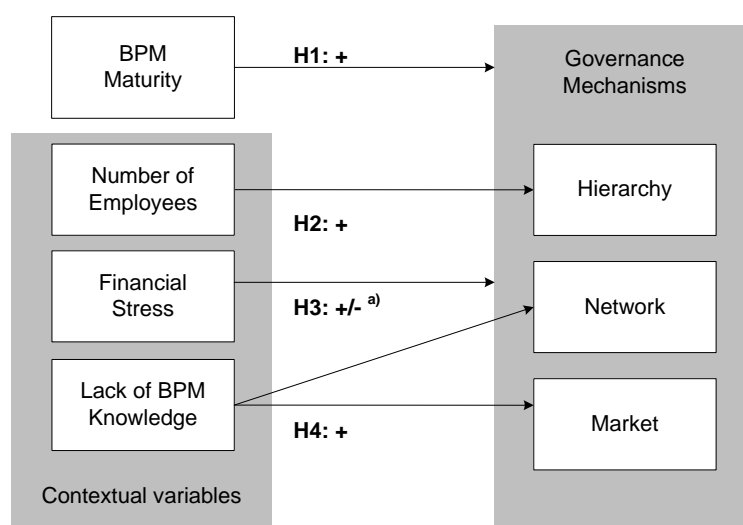 BPM
Maturity
H1: +
Governance
Mechanisms
Number of
Employees
H2: +
Hierarchy
Financial
Stress
H3: +/- a)
Network
Lack of BPM
Knowledge
H4: +
Market
Contextual variables